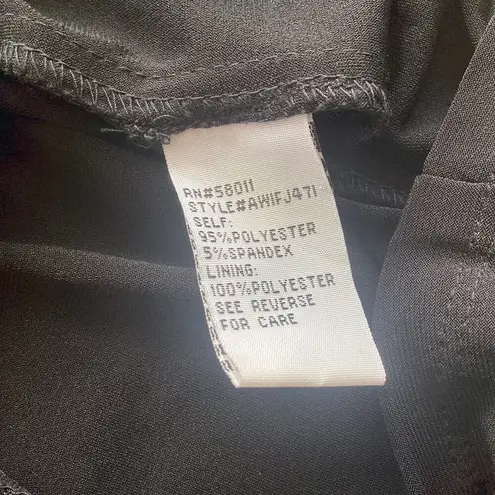 RN#58011
STYLE#AWIFJ471
SELF:
95%POLYESTER
5%SPANDEX
LINING:
100%POLYESTER
SEE REVERSE
FOR CARE